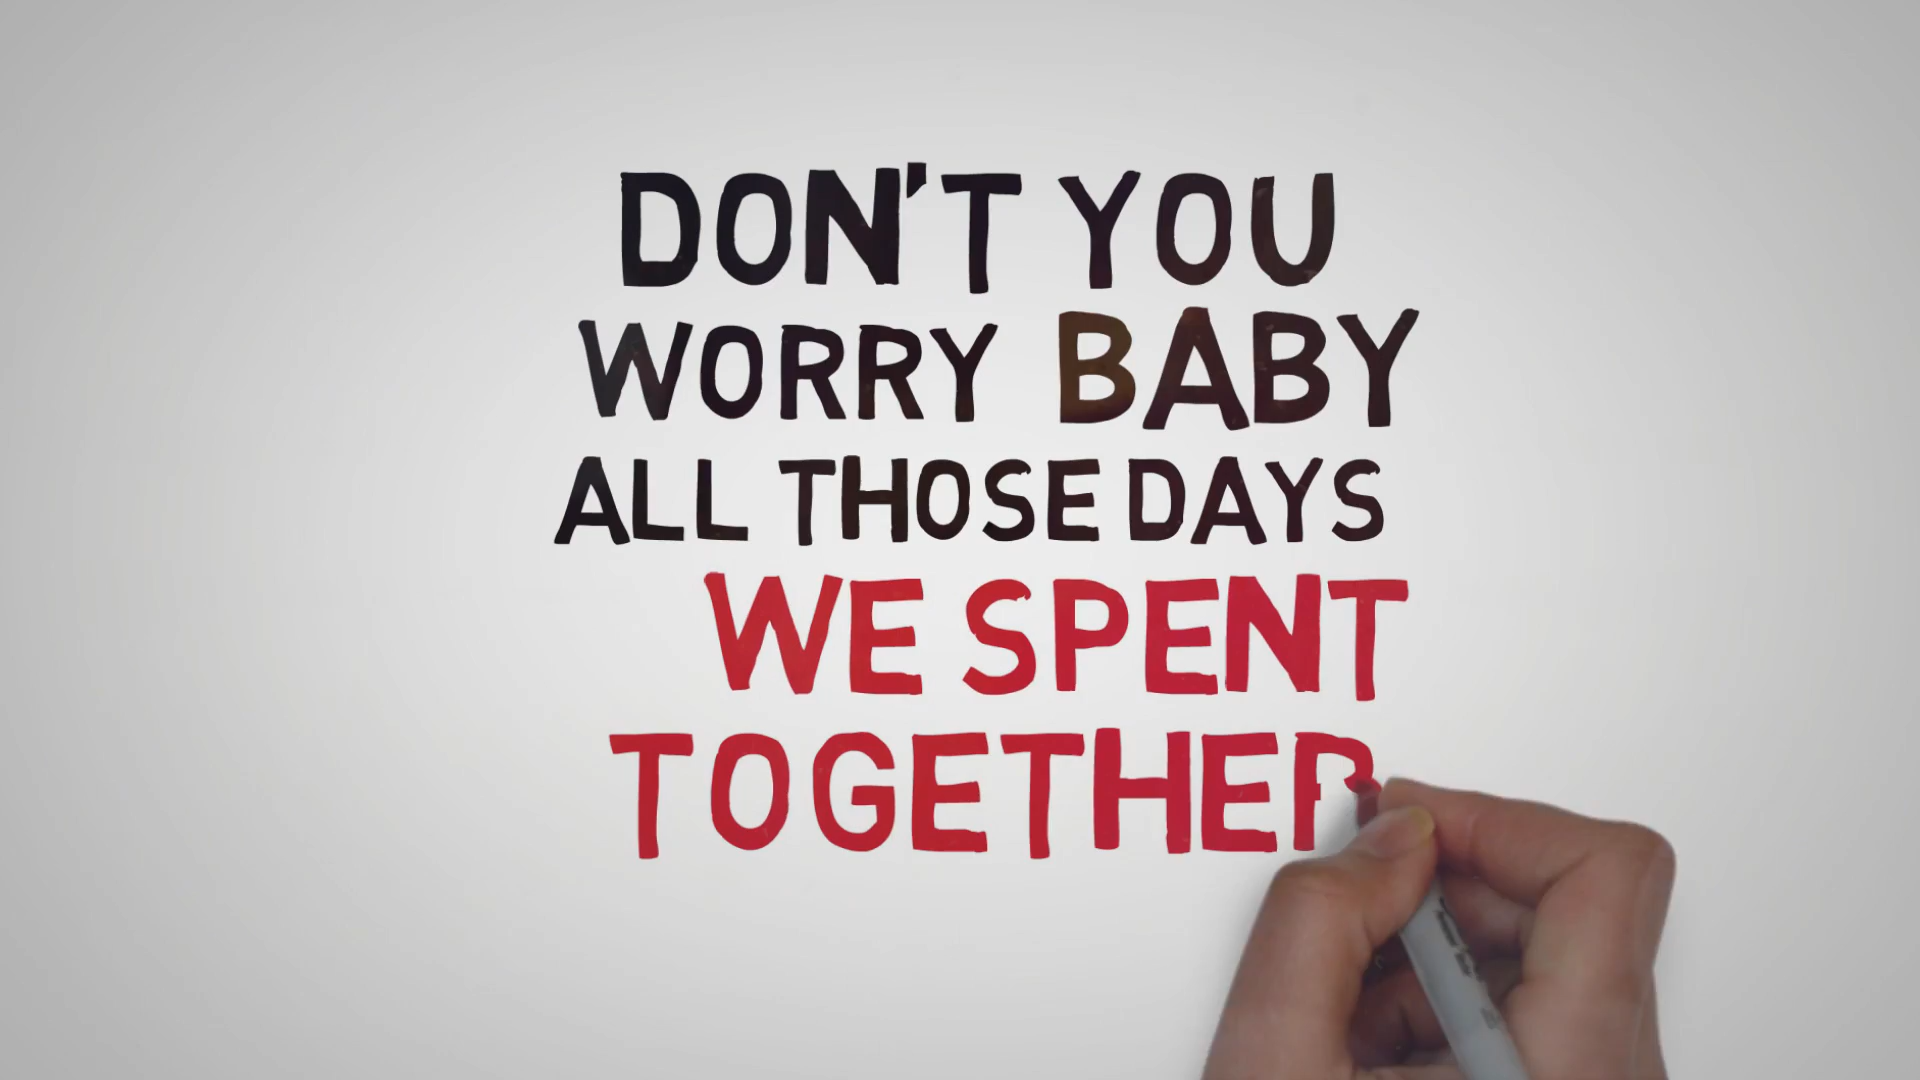 DON'T YOU
WORRY BABY
ALL THOSE DAYS
WE SPENT
TOGETHER